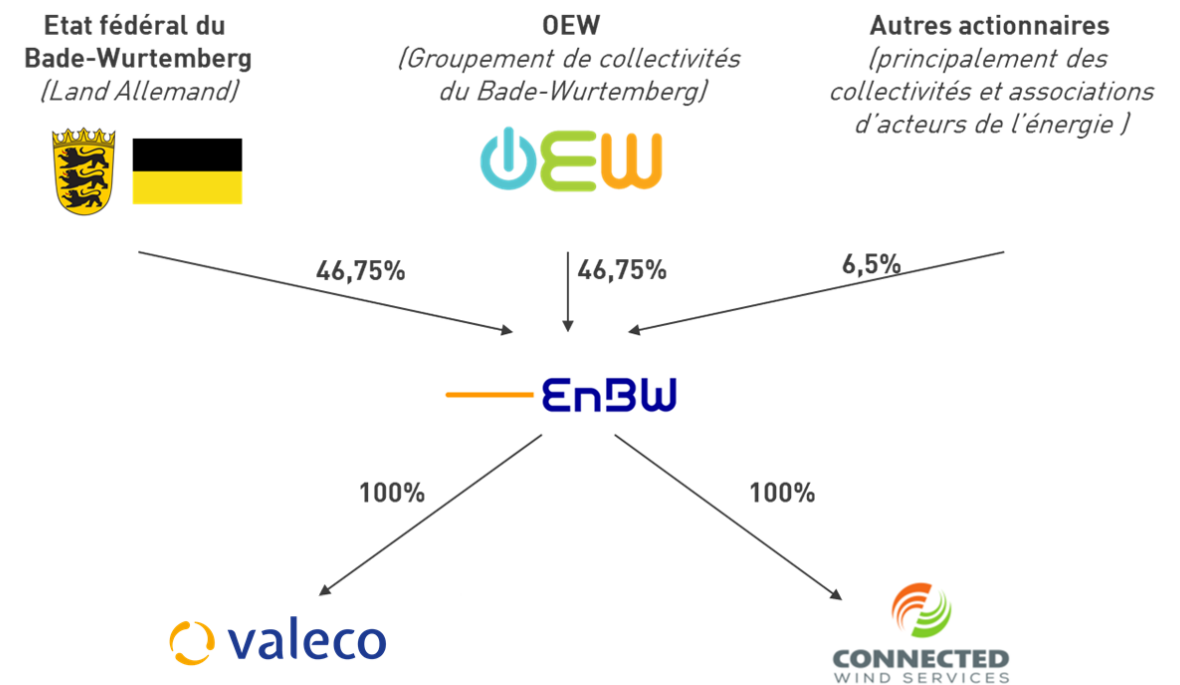 Etat fédéral du
Bade-Wurtemberg
(Land Allemand)
OEW
(Groupement de collectivités
du Bade-Wurtemberg)
Autres actionnaires
(principalement des
collectivités et associations
d'acteurs de l'énergie )
OEW
46,75%
46,75%
6,5%
EnBW
100%
100%
valeco
CONNECTED
WIND SERVICES